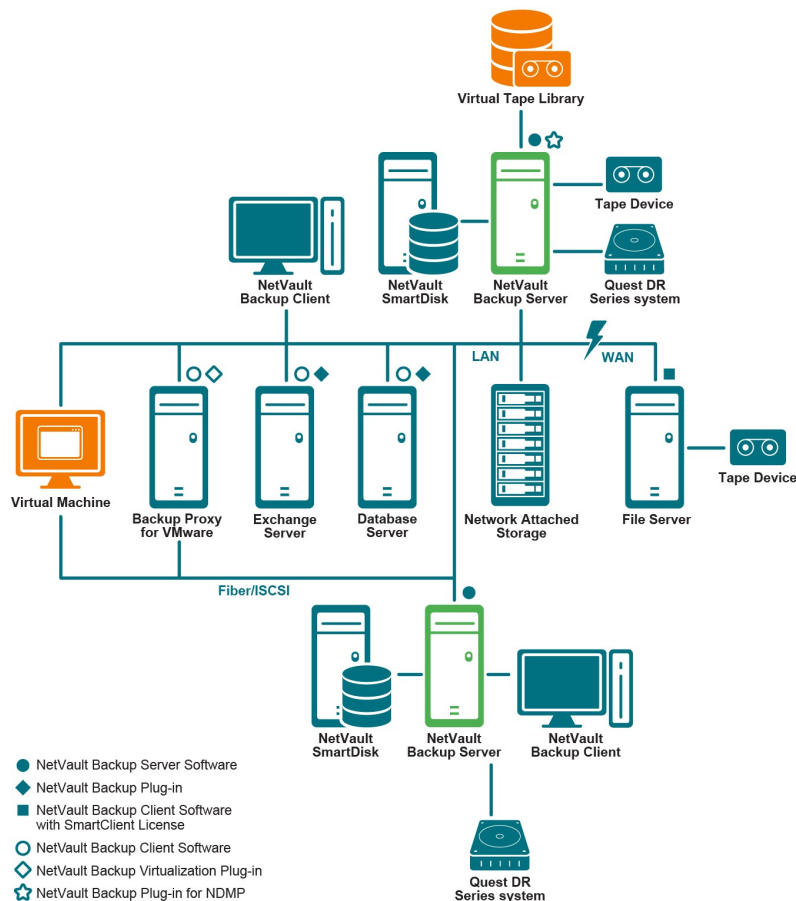 Virtual Tape Library
Tape Device
NetVault
Backup Client
NetVault
SmartDisk
NetVault
Backup Server
Quest DR
Series system
LAN
WAN
Virtual Machine
Backup Proxy
for VMware
Exchange
Server
Database
Server
Network Attached
Storage
File Server
Tape Device
Fiber/ISCSI
NetVault
SmartDisk
NetVault
Backup Server
NetVault
Backup Client
NetVault Backup Server Software
NetVault Backup Plug-in
NetVault Backup Client Software
with SmartClient License
NetVault Backup Client Software
NetVault Backup Virtualization Plug-in
NetVault Backup Plug-in for NDMP
Quest DR
Series system